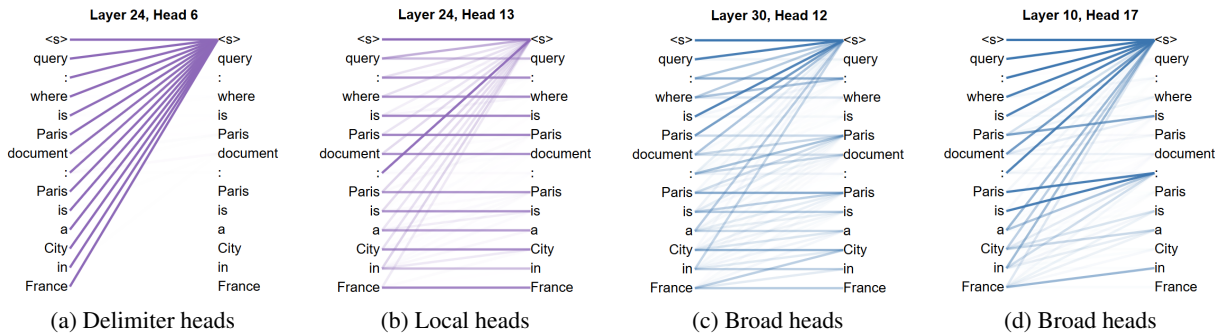 Layer 24, Head 6
<s> <s>
query query
: :
where where
is is
Paris Paris
document document
: :
Paris Paris
is is
a a
City City
in in
France France
(a) Delimiter heads
Layer 24, Head 13
<s> <s>
query query
: :
where where
is is
Paris Paris
document document
: :
Paris Paris
is is
a a
City City
in in
France France
(b) Local heads
Layer 30, Head 12
<s> <s>
query query
: :
where where
is is
Paris Paris
document document
: :
Paris Paris
is is
a a
City City
in in
France France
(c) Broad heads
Layer 10, Head 17
<s> <s>
query query
: :
where where
is is
Paris Paris
document document
: :
Paris Paris
is is
a a
City City
in in
France France
(d) Broad heads